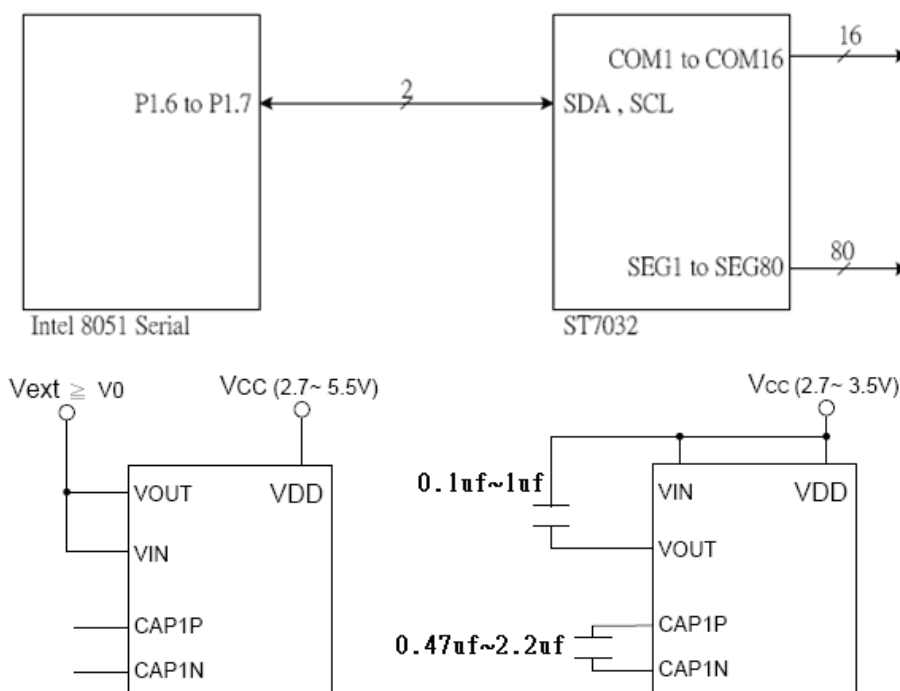 COM1 to COM16
16
P1.6 to P1.7
2
SDA , SCL
SEG1 to SEG80
80
Intel 8051 Serial
ST7032
Vext ≧ V0
VCC (2.7~ 5.5V)
VOUT
VDD
VIN
CAP1P
CAP1N
Vcc (2.7~ 3.5V)
0.1uf~1uf
VIN
VDD
VOUT
CAP1P
0.47uf~2.2uf
CAP1N